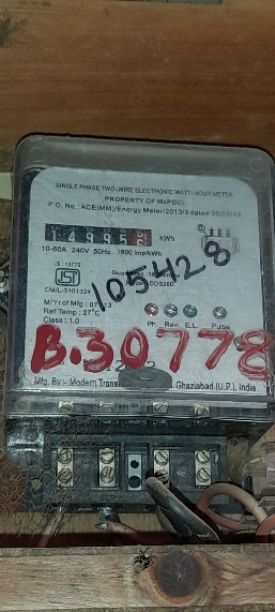 SINGLE PHASE TWO-WIRE ELECTRONIC WATT-HOUR METER
PROPERTY OF MsPDCL
P.O. No.: ACE(MM)/Energy Meter/2013/3 dated
14995 kWh
10-60A 240V 50Hz 1600 imp/kWh
IS : 13779
ISI
CM/L-3101324
105428
M/Yr of Mfg :
Ref Temp : 27°C
Class : 1.0
Ph. Rev. E.L. Pulse
B.30778
Mfg. By :- Modern Ghaziabad (U.P.), India